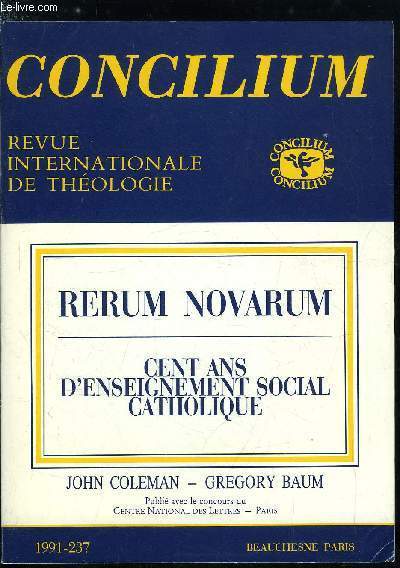 Le-livre.com
CONCILIUM
REVUE
INTERNATIONALE
DE THÉOLOGIE
CONCILIUM
CONCILIUM
RERUM NOVARUM
CENT ANS
D'ENSEIGNEMENT SOCIAL
CATHOLIQUE
JOHN COLEMAN – GREGORY BAUM
Publié avec le concours du
CENTRE NATIONAL DES LETTRES – PARIS
1991-237
BEAUCHESNE PARIS